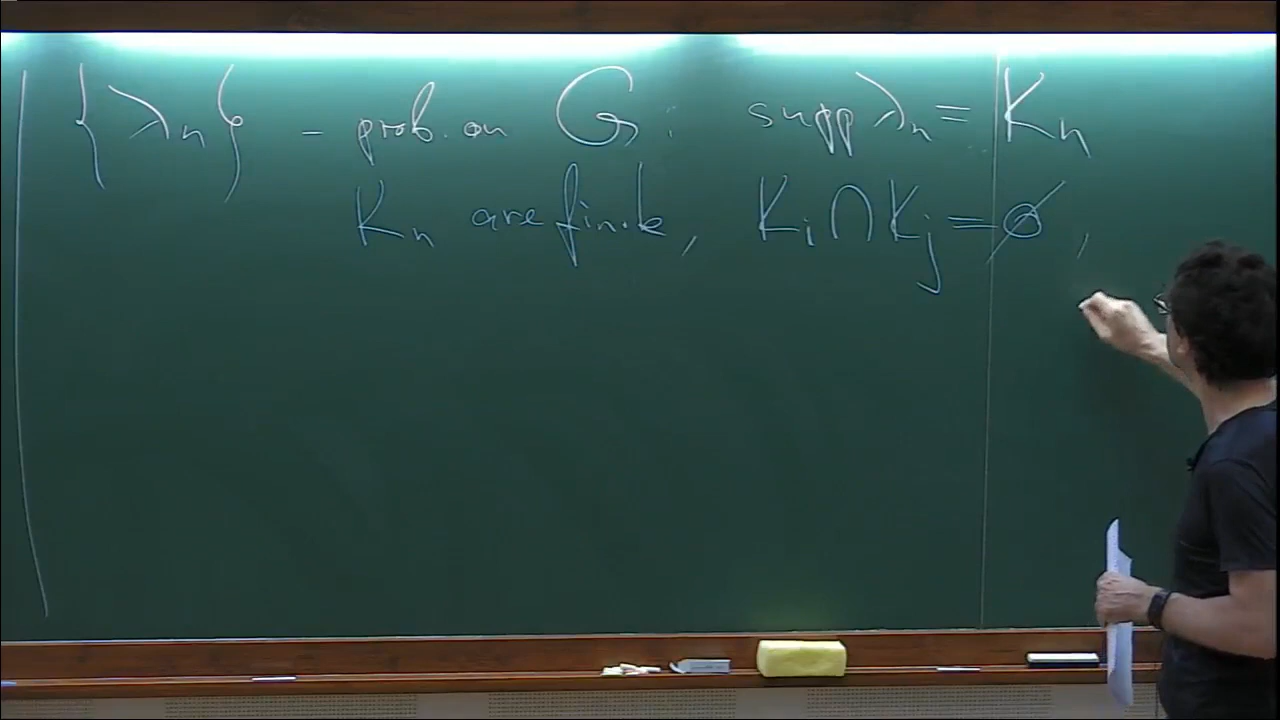 {λₙ} - prob. on G: supp λₙ = Kₙ
Kₙ are finite, Kᵢ ∩ Kⱼ = ∅,